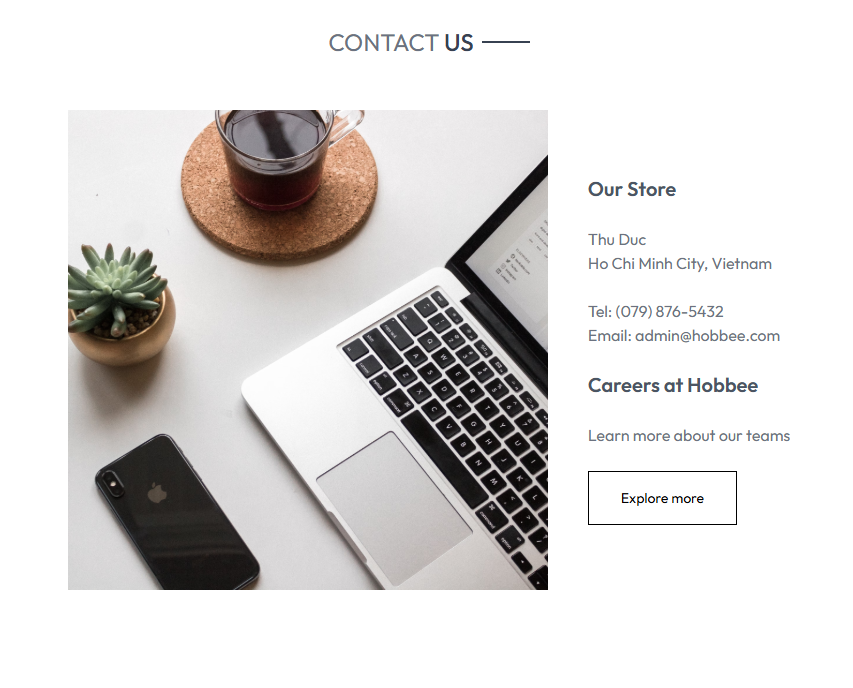 CONTACT US
Our Store
Thu Duc
Ho Chi Minh City, Vietnam
Tel: (079) 876-5432
Email: admin@hobbee.com
Careers at Hobbee
Learn more about our teams
Explore more